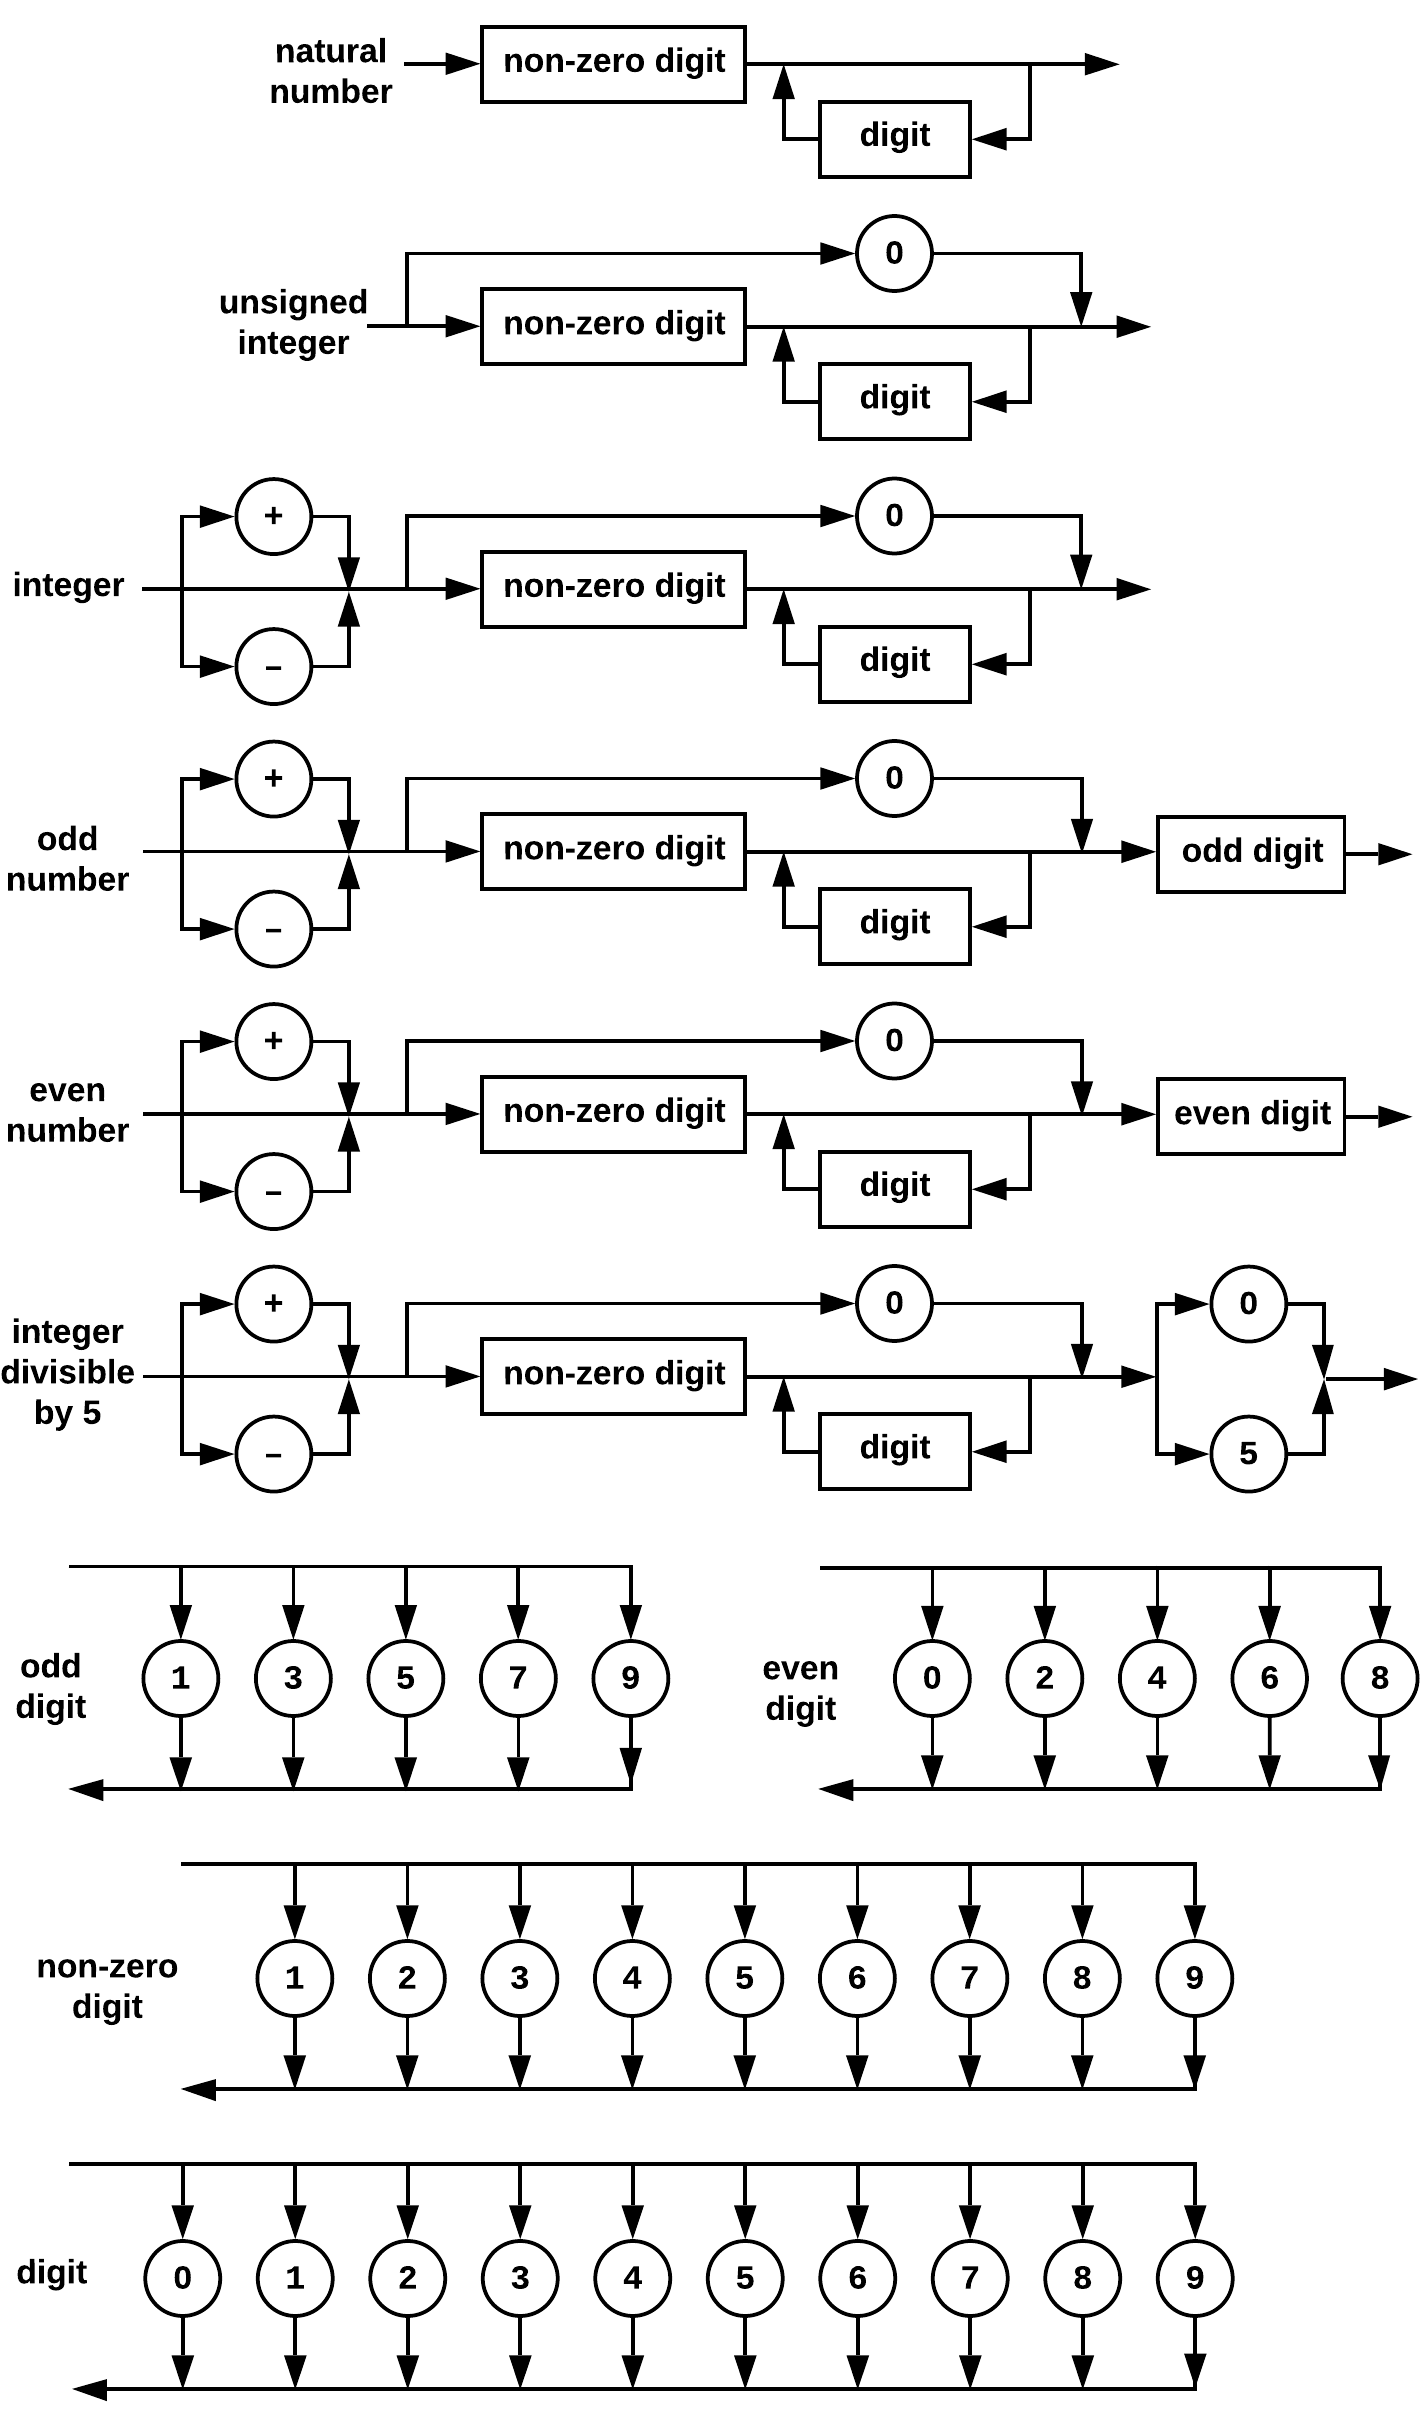 natural
number
non-zero digit
digit
0
unsigned
integer
non-zero digit
digit
+
0
integer
non-zero digit
–
digit
+
0
odd
number
non-zero digit
odd digit
–
digit
+
0
even
number
non-zero digit
even digit
–
digit
+
0
0
integer
divisible
by 5
non-zero digit
–
digit
5
odd
digit
1 3 5 7 9
even
digit
0 2 4 6 8
non-zero
digit
1 2 3 4 5 6 7 8 9
digit
0 1 2 3 4 5 6 7 8 9